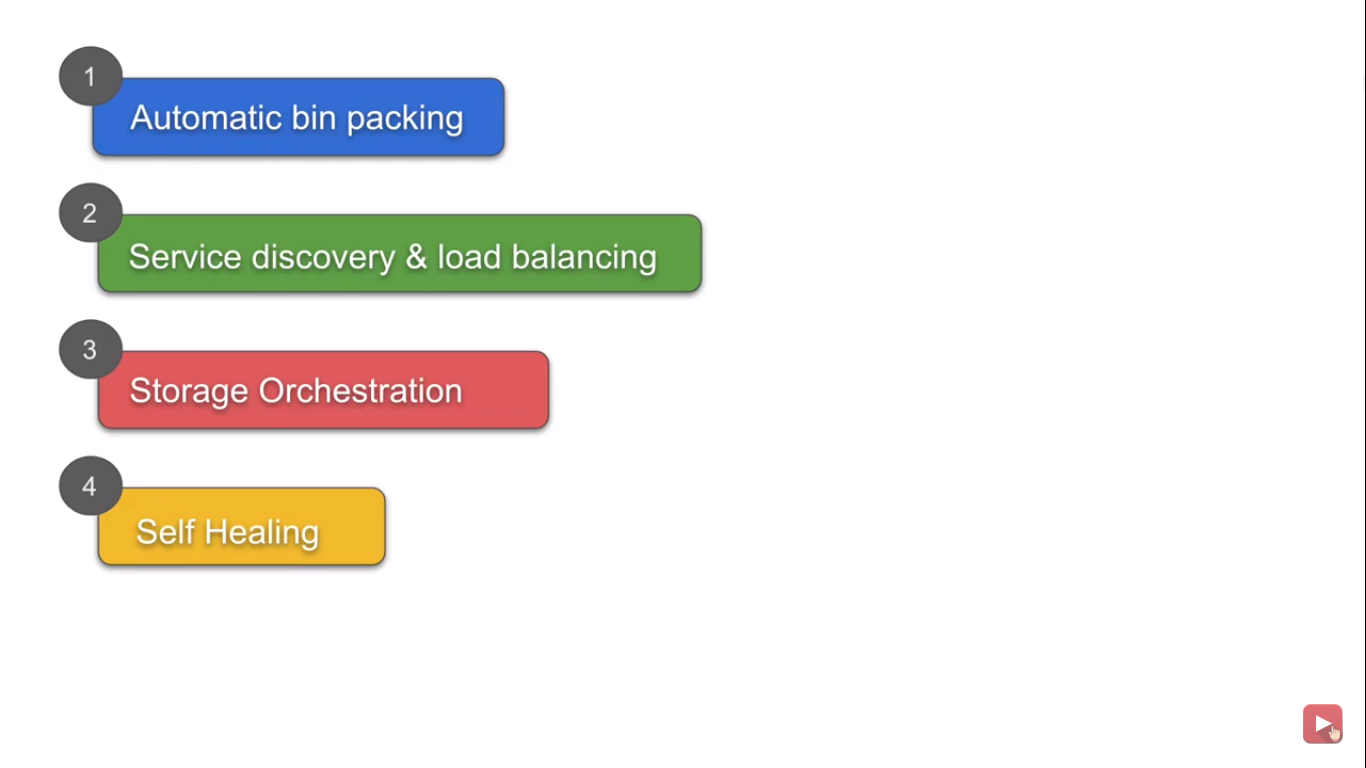 1
Automatic bin packing
2
Service discovery & load balancing
3
Storage Orchestration
4
Self Healing